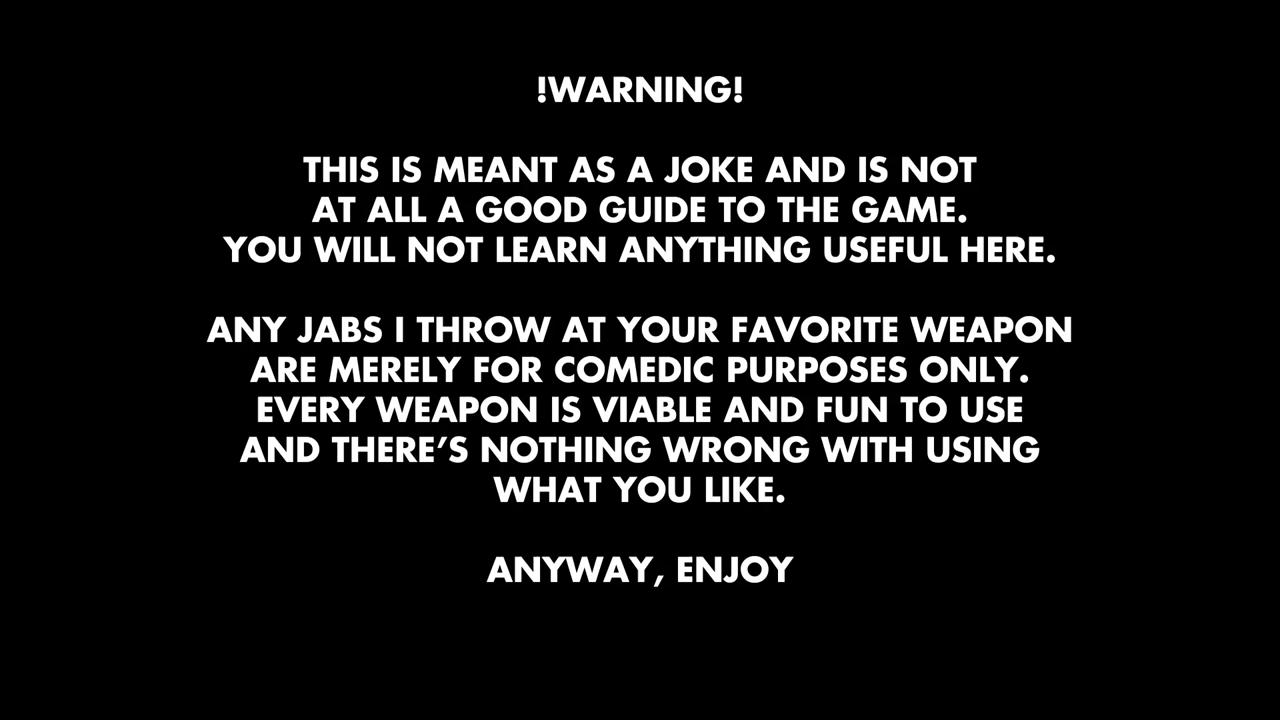 !WARNING!
THIS IS MEANT AS A JOKE AND IS NOT
AT ALL A GOOD GUIDE TO THE GAME.
YOU WILL NOT LEARN ANYTHING USEFUL HERE.
ANY JABS I THROW AT YOUR FAVORITE WEAPON
ARE MERELY FOR COMEDIC PURPOSES ONLY.
EVERY WEAPON IS VIABLE AND FUN TO USE
AND THERE’S NOTHING WRONG WITH USING
WHAT YOU LIKE.
ANYWAY, ENJOY